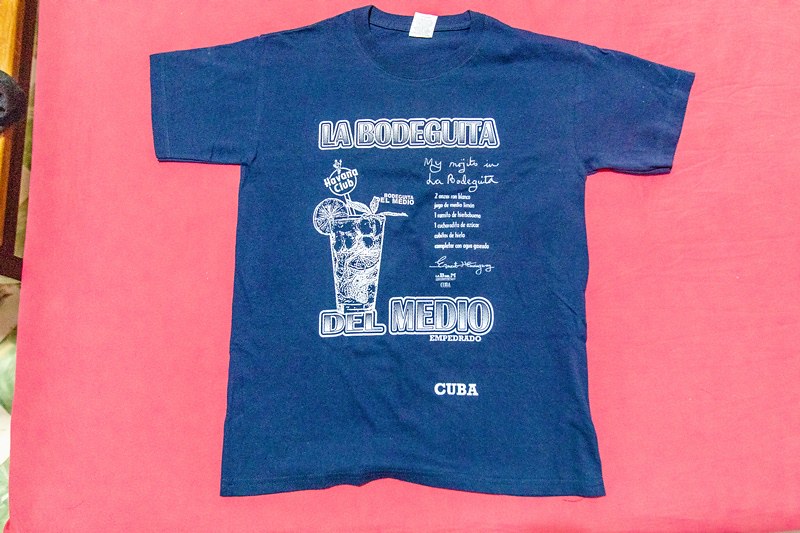 LA BODEGUITA
My mojito in
La Bodeguita
Havana
Club
BODEGUITA
DEL MEDIO
2 onzas ron blanco
jugo de medio limón
1 ramito de hierbabuena
1 cucharadita de azúcar
cubitos de hielo
completar con agua gaseada
CUBA
DEL MEDIO
EMPEDRADO
CUBA